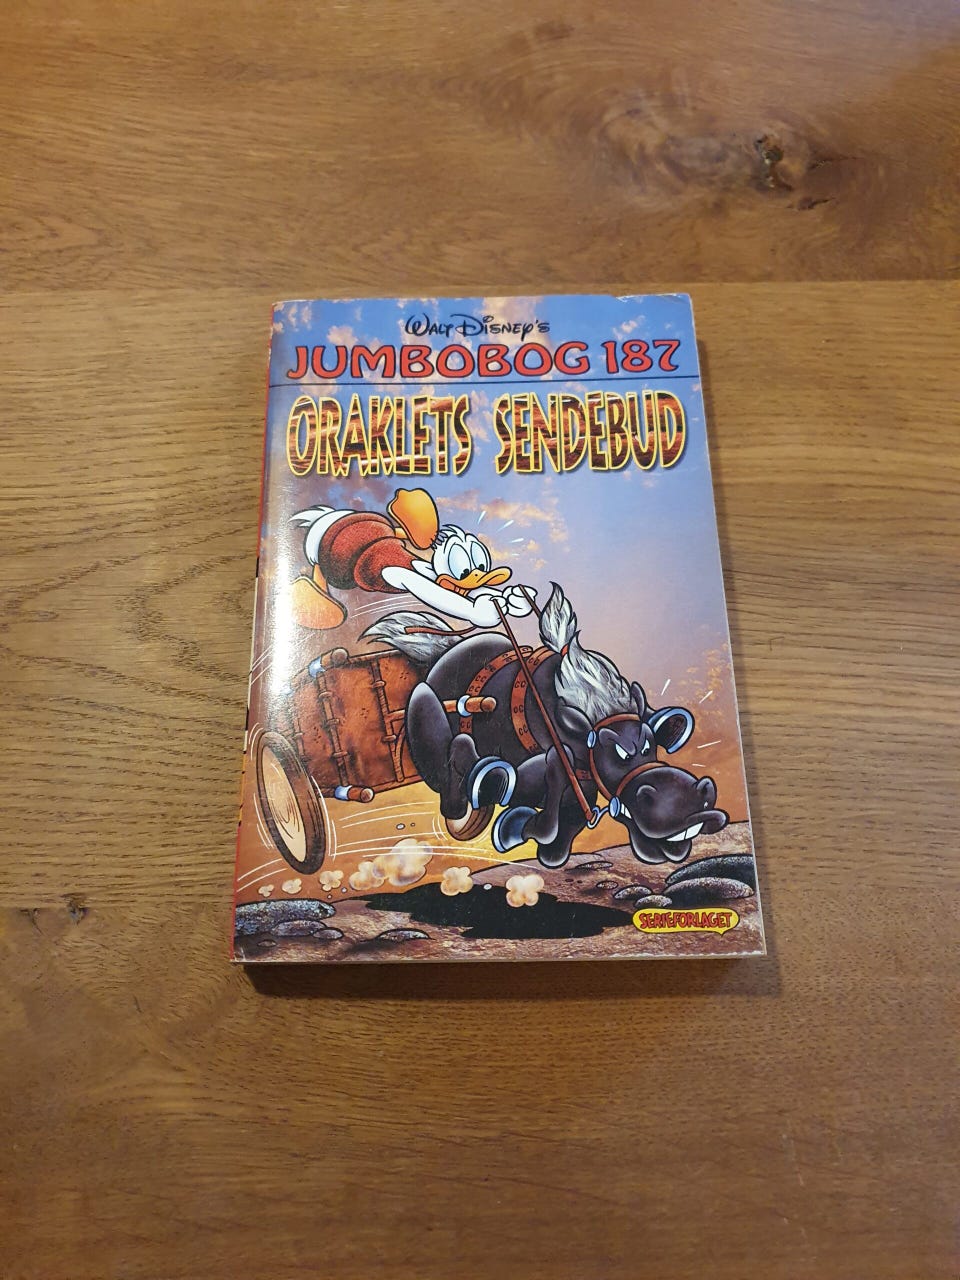 WALT DISNEY'S
JUMBOBOG 187
ORAKLETS SENDEBUD
SERIEFORLAGET